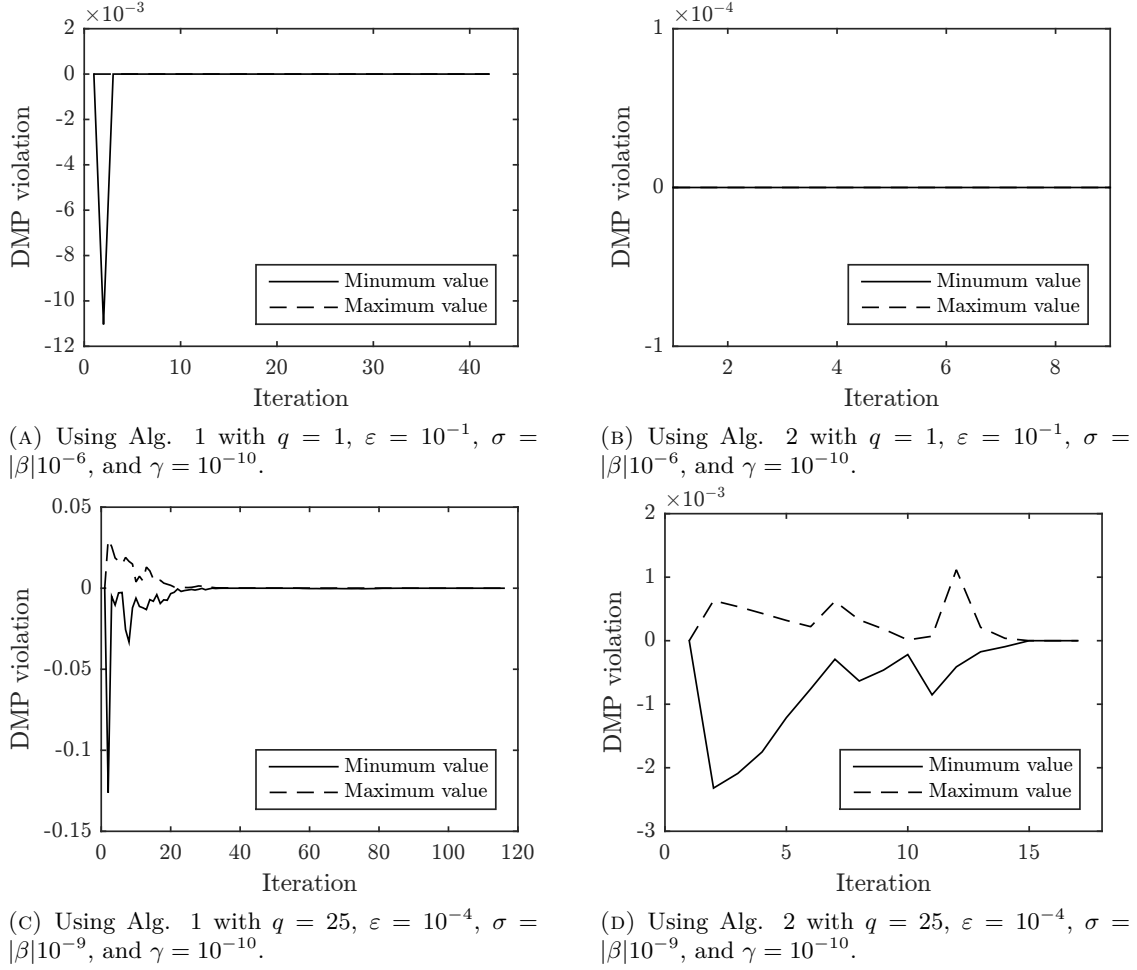 ×10⁻³
2
0
-2
-4
-6
-8
-10
-12
DMP violation
0
10
20
30
40
Iteration
Minumum value
Maximum value
(A) Using Alg. 1 with q = 1, ε = 10⁻¹, σ =
|β|10⁻⁶, and γ = 10⁻¹⁰.
×10⁻⁴
1
0
-1
DMP violation
2
4
6
8
Iteration
Minumum value
Maximum value
(B) Using Alg. 2 with q = 1, ε = 10⁻¹, σ =
|β|10⁻⁶, and γ = 10⁻¹⁰.
0.05
0
-0.05
-0.1
-0.15
DMP violation
0
20
40
60
80
100
120
Iteration
Minumum value
Maximum value
(C) Using Alg. 1 with q = 25, ε = 10⁻⁴, σ =
|β|10⁻⁹, and γ = 10⁻¹⁰.
×10⁻³
2
1
0
-1
-2
-3
DMP violation
0
5
10
15
Iteration
Minumum value
Maximum value
(D) Using Alg. 2 with q = 25, ε = 10⁻⁴, σ =
|β|10⁻⁹, and γ = 10⁻¹⁰.